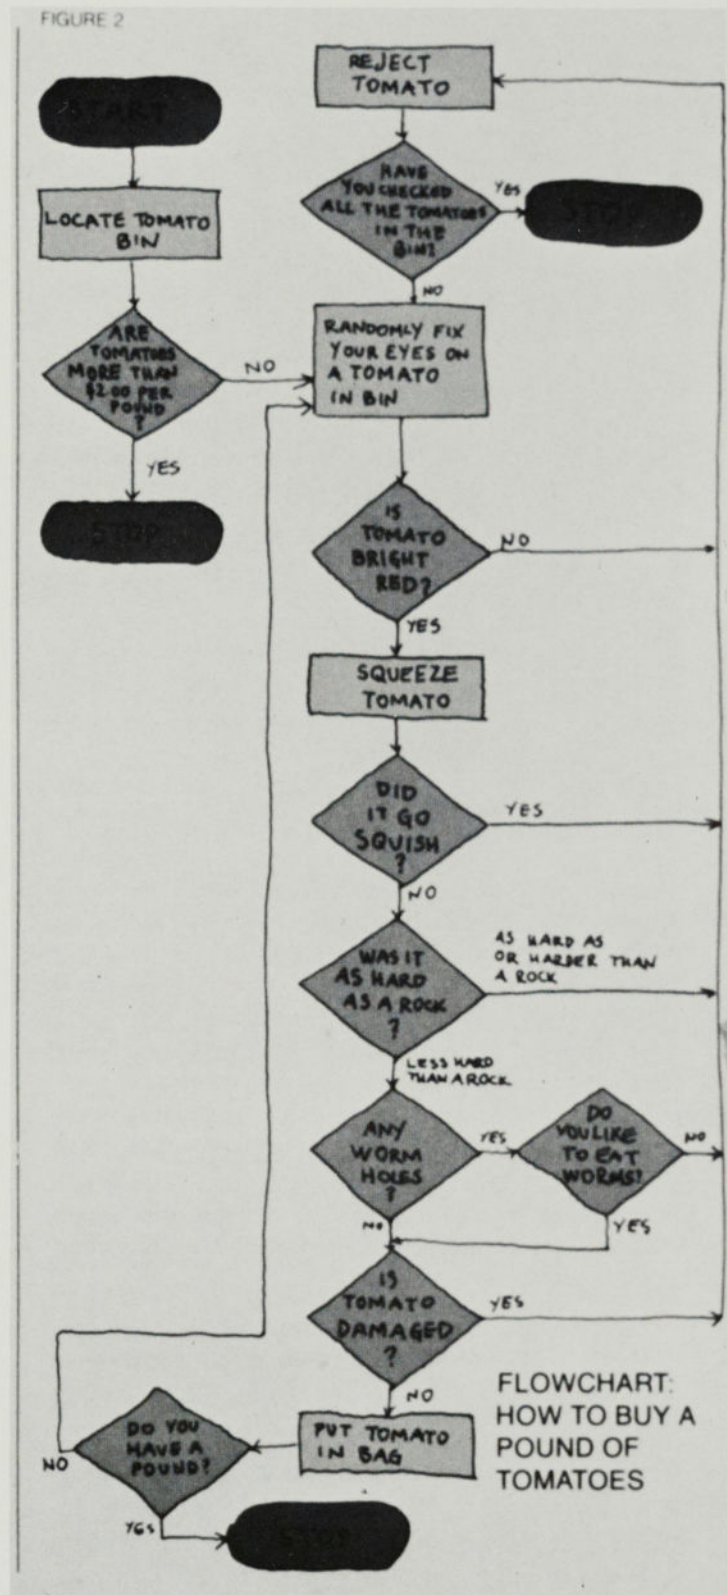 FIGURE 2
START
LOCATE TOMATO
BIN
ARE
TOMATOES
MORE THAN
$2.00 PER
POUND
?
NO
YES
STOP
REJECT
TOMATO
HAVE
YOU CHECKED
ALL THE TOMATOES
IN THE
BIN?
YES
STOP
NO
RANDOMLY FIX
YOUR EYES ON
A TOMATO
IN BIN
IS
TOMATO
BRIGHT
RED?
NO
YES
SQUEEZE
TOMATO
DID
IT GO
SQUISH
?
YES
NO
WAS IT
AS HARD
AS A ROCK
?
AS HARD AS
OR HARDER THAN
A ROCK
LESS HARD
THAN A ROCK
ANY
WORM
HOLES
?
YES
DO
YOU LIKE
TO EAT
WORMS?
NO
NO
YES
IS
TOMATO
DAMAGED
?
YES
NO
PUT TOMATO
IN BAG
DO YOU
HAVE A
POUND?
NO
YES
STOP
FLOWCHART:
HOW TO BUY A
POUND OF
TOMATOES